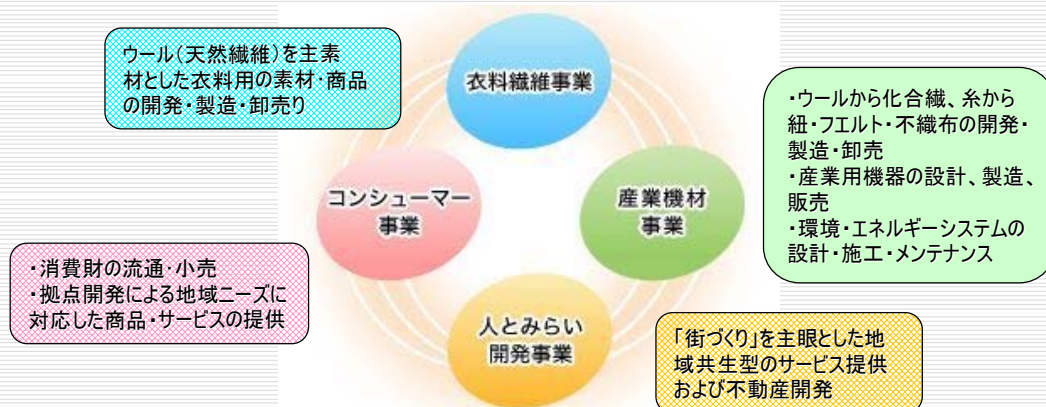 ウール(天然繊維)を主素
材とした衣料用の素材・商品
の開発・製造・卸売り
衣料繊維事業
・ウールから化合繊、糸から
紐・フエルト・不織布の開発・
製造・卸売
・産業用機器の設計、製造、
販売
・環境・エネルギーシステムの
設計・施工・メンテナンス
コンシューマー
事業
産業機材
事業
・消費財の流通・小売
・拠点開発による地域ニーズに
対応した商品・サービスの提供
人とみらい
開発事業
「街づくり」を主眼とした地
域共生型のサービス提供
および不動産開発